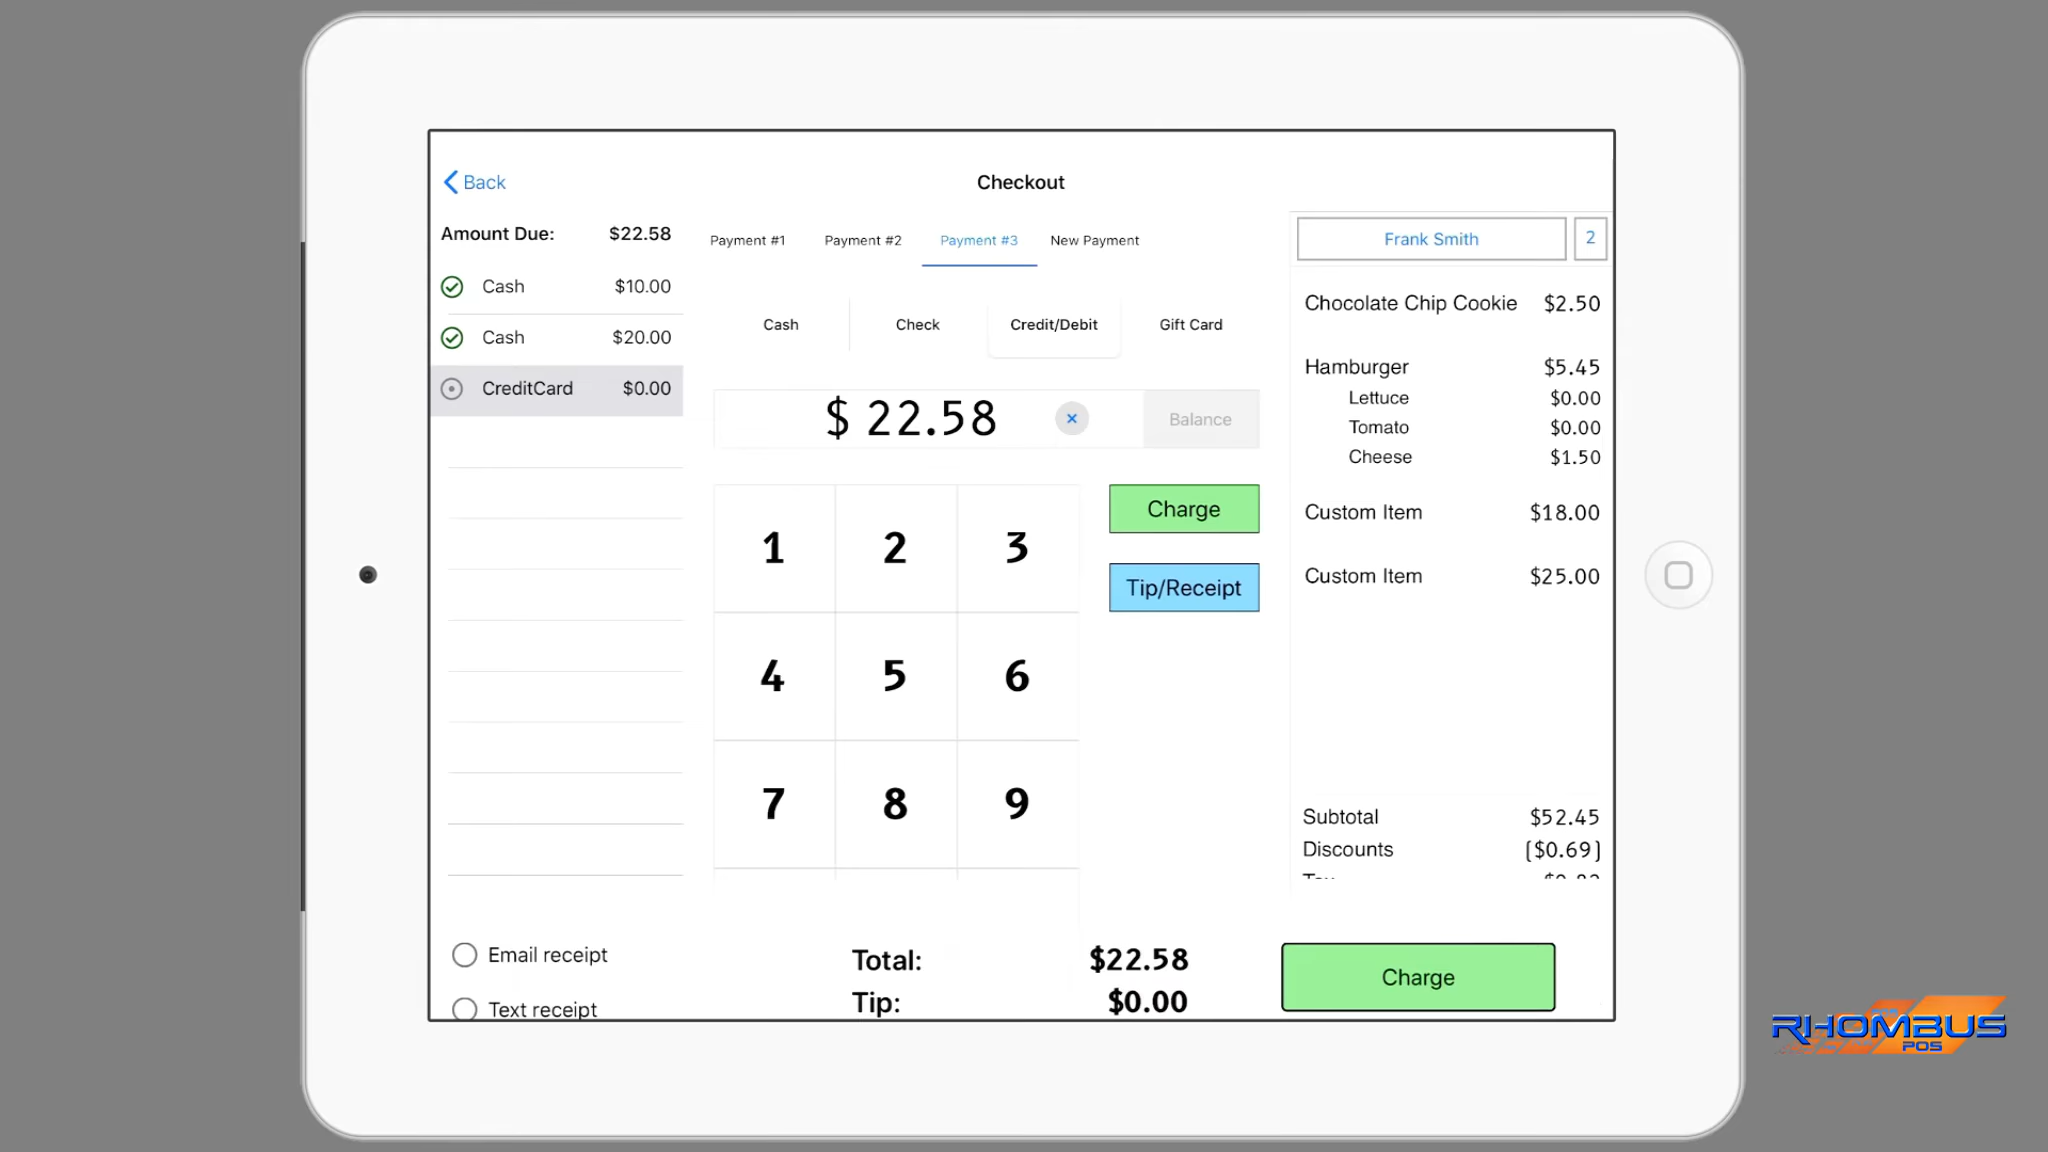 Back
Checkout
Amount Due: $22.58
Cash $10.00
Cash $20.00
CreditCard $0.00
Payment #1 Payment #2 Payment #3 New Payment
Cash Check Credit/Debit Gift Card
$ 22.58 × Balance
1 2 3
4 5 6
7 8 9
Charge
Tip/Receipt
Frank Smith 2
Chocolate Chip Cookie $2.50
Hamburger $5.45
Lettuce $0.00
Tomato $0.00
Cheese $1.50
Custom Item $18.00
Custom Item $25.00
Subtotal $52.45
Discounts ($0.69)
Email receipt
Text receipt
Total: $22.58
Tip: $0.00
Charge
RHOMBUS
POS